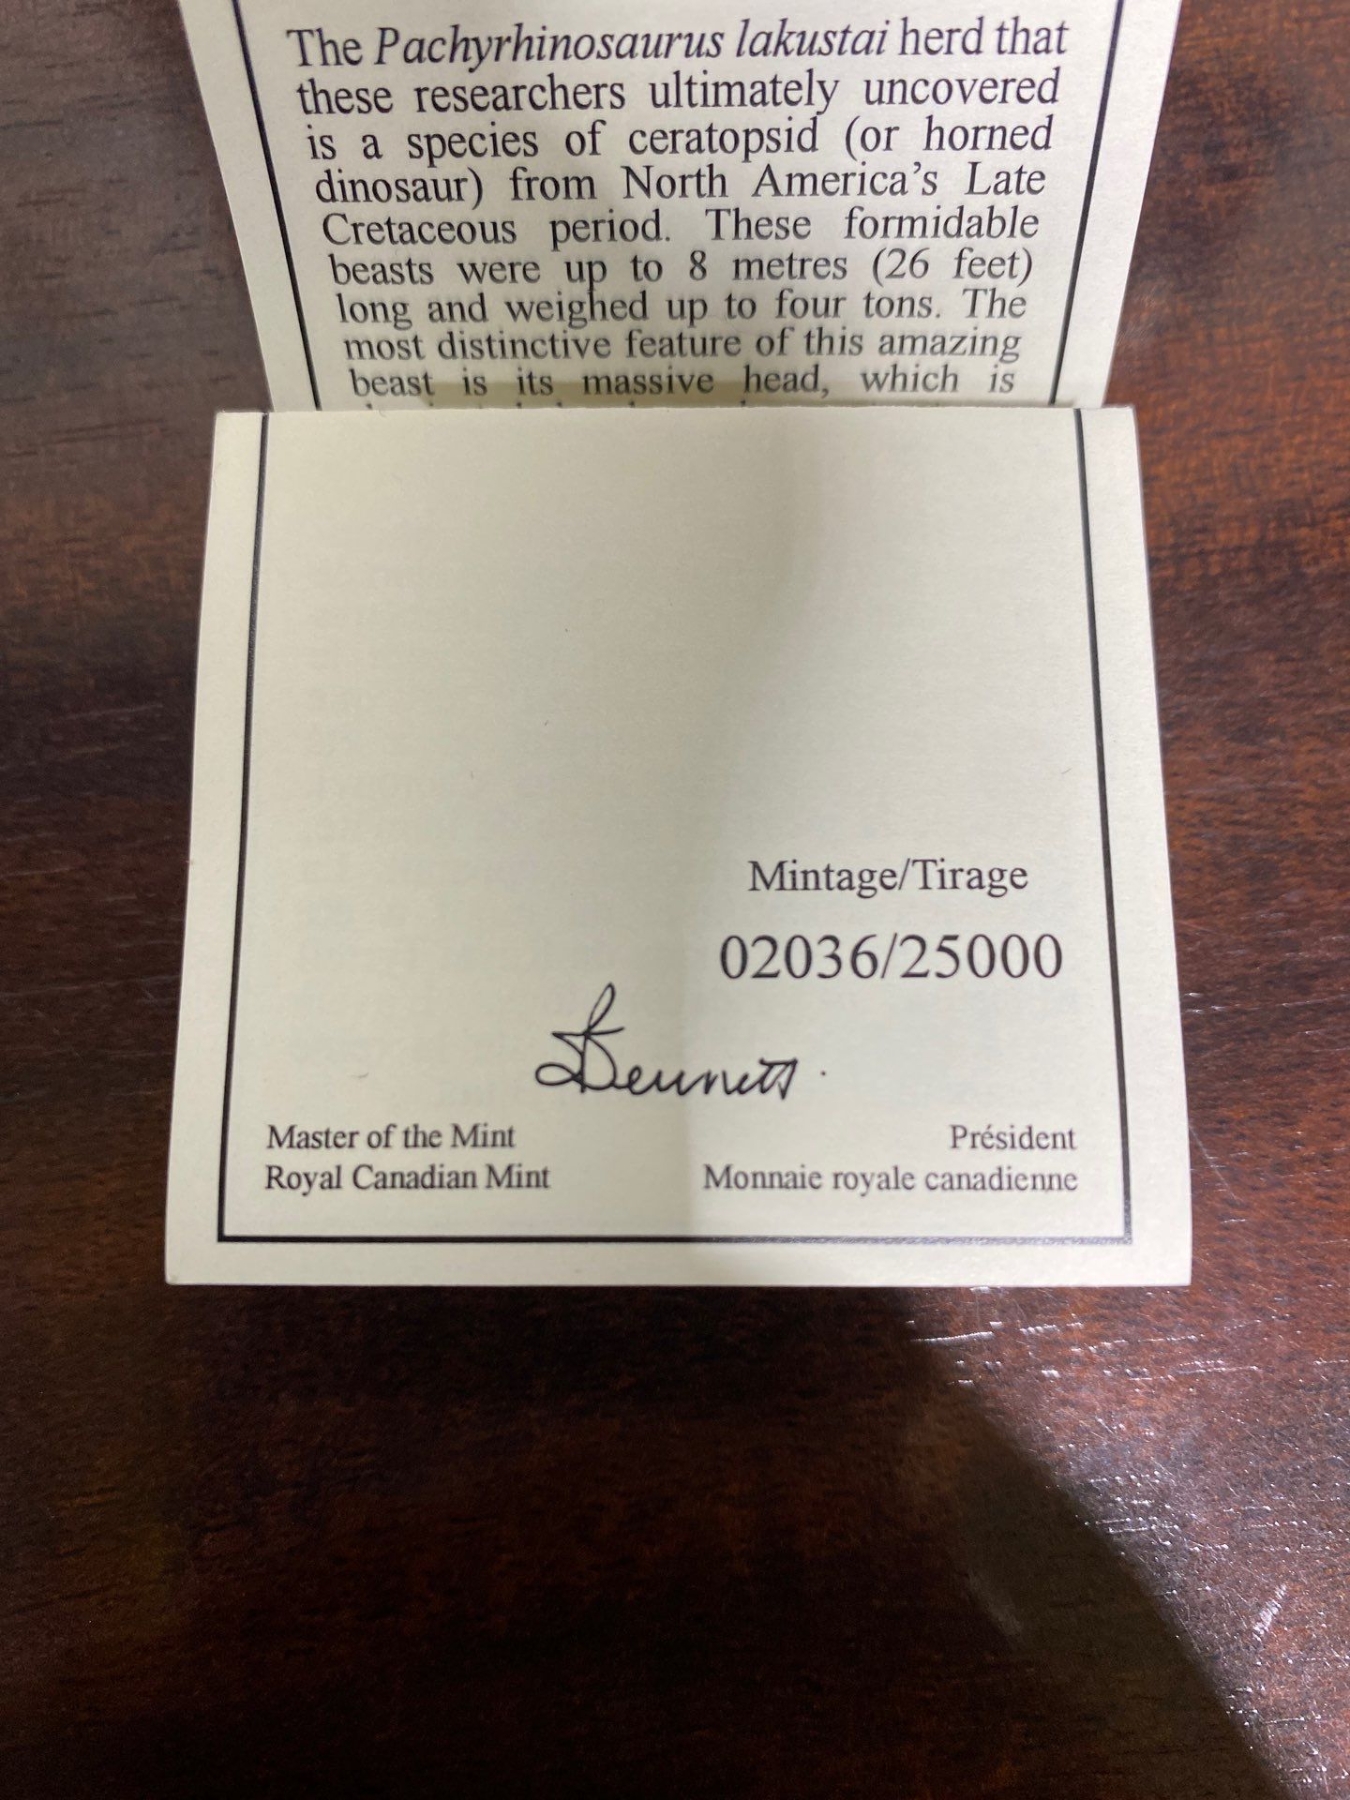 The Pachyrhinosaurus lakustai herd that
these researchers ultimately uncovered
is a species of ceratopsid (or horned
dinosaur) from North America's Late
Cretaceous period. These formidable
beasts were up to 8 metres (26 feet)
long and weighed up to four tons. The
most distinctive feature of this amazing
beast is its massive head, which is
Mintage/Tirage
02036/25000
Bennett
Master of the Mint
Royal Canadian Mint
Président
Monnaie royale canadienne